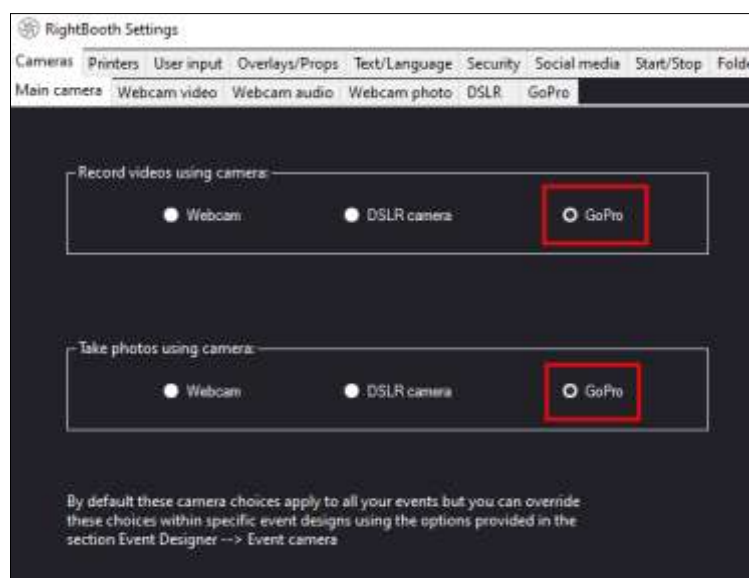 RightBooth Settings
Cameras Printers User input Overlays/Props Text/Language Security Social media Start/Stop Folde
Main camera Webcam video Webcam audio Webcam photo DSLR GoPro
Record videos using camera:
Webcam DSLR camera GoPro
Take photos using camera:
Webcam DSLR camera GoPro
By default these camera choices apply to all your events but you can override
these choices within specific event designs using the options provided in the
section Event Designer --> Event camera